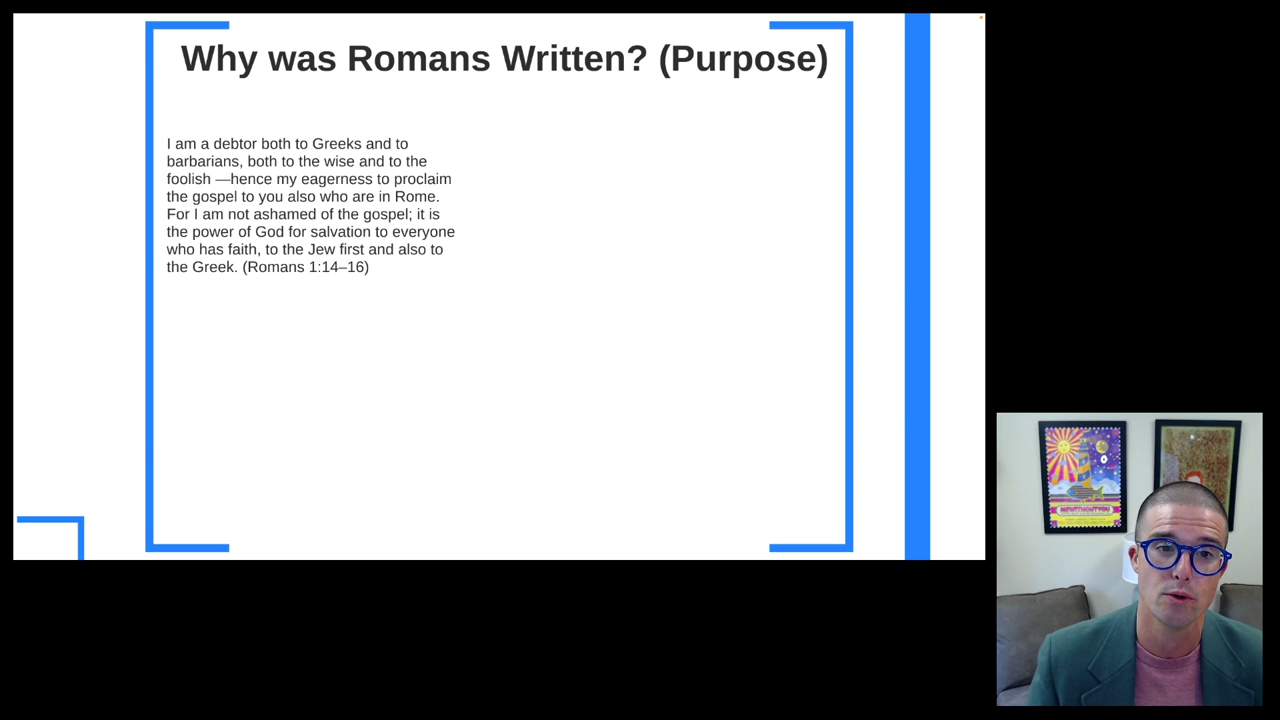 Why was Romans Written? (Purpose)
I am a debtor both to Greeks and to
barbarians, both to the wise and to the
foolish —hence my eagerness to proclaim
the gospel to you also who are in Rome.
For I am not ashamed of the gospel; it is
the power of God for salvation to everyone
who has faith, to the Jew first and also to
the Greek. (Romans 1:14–16)
MEWITHOUTYOU